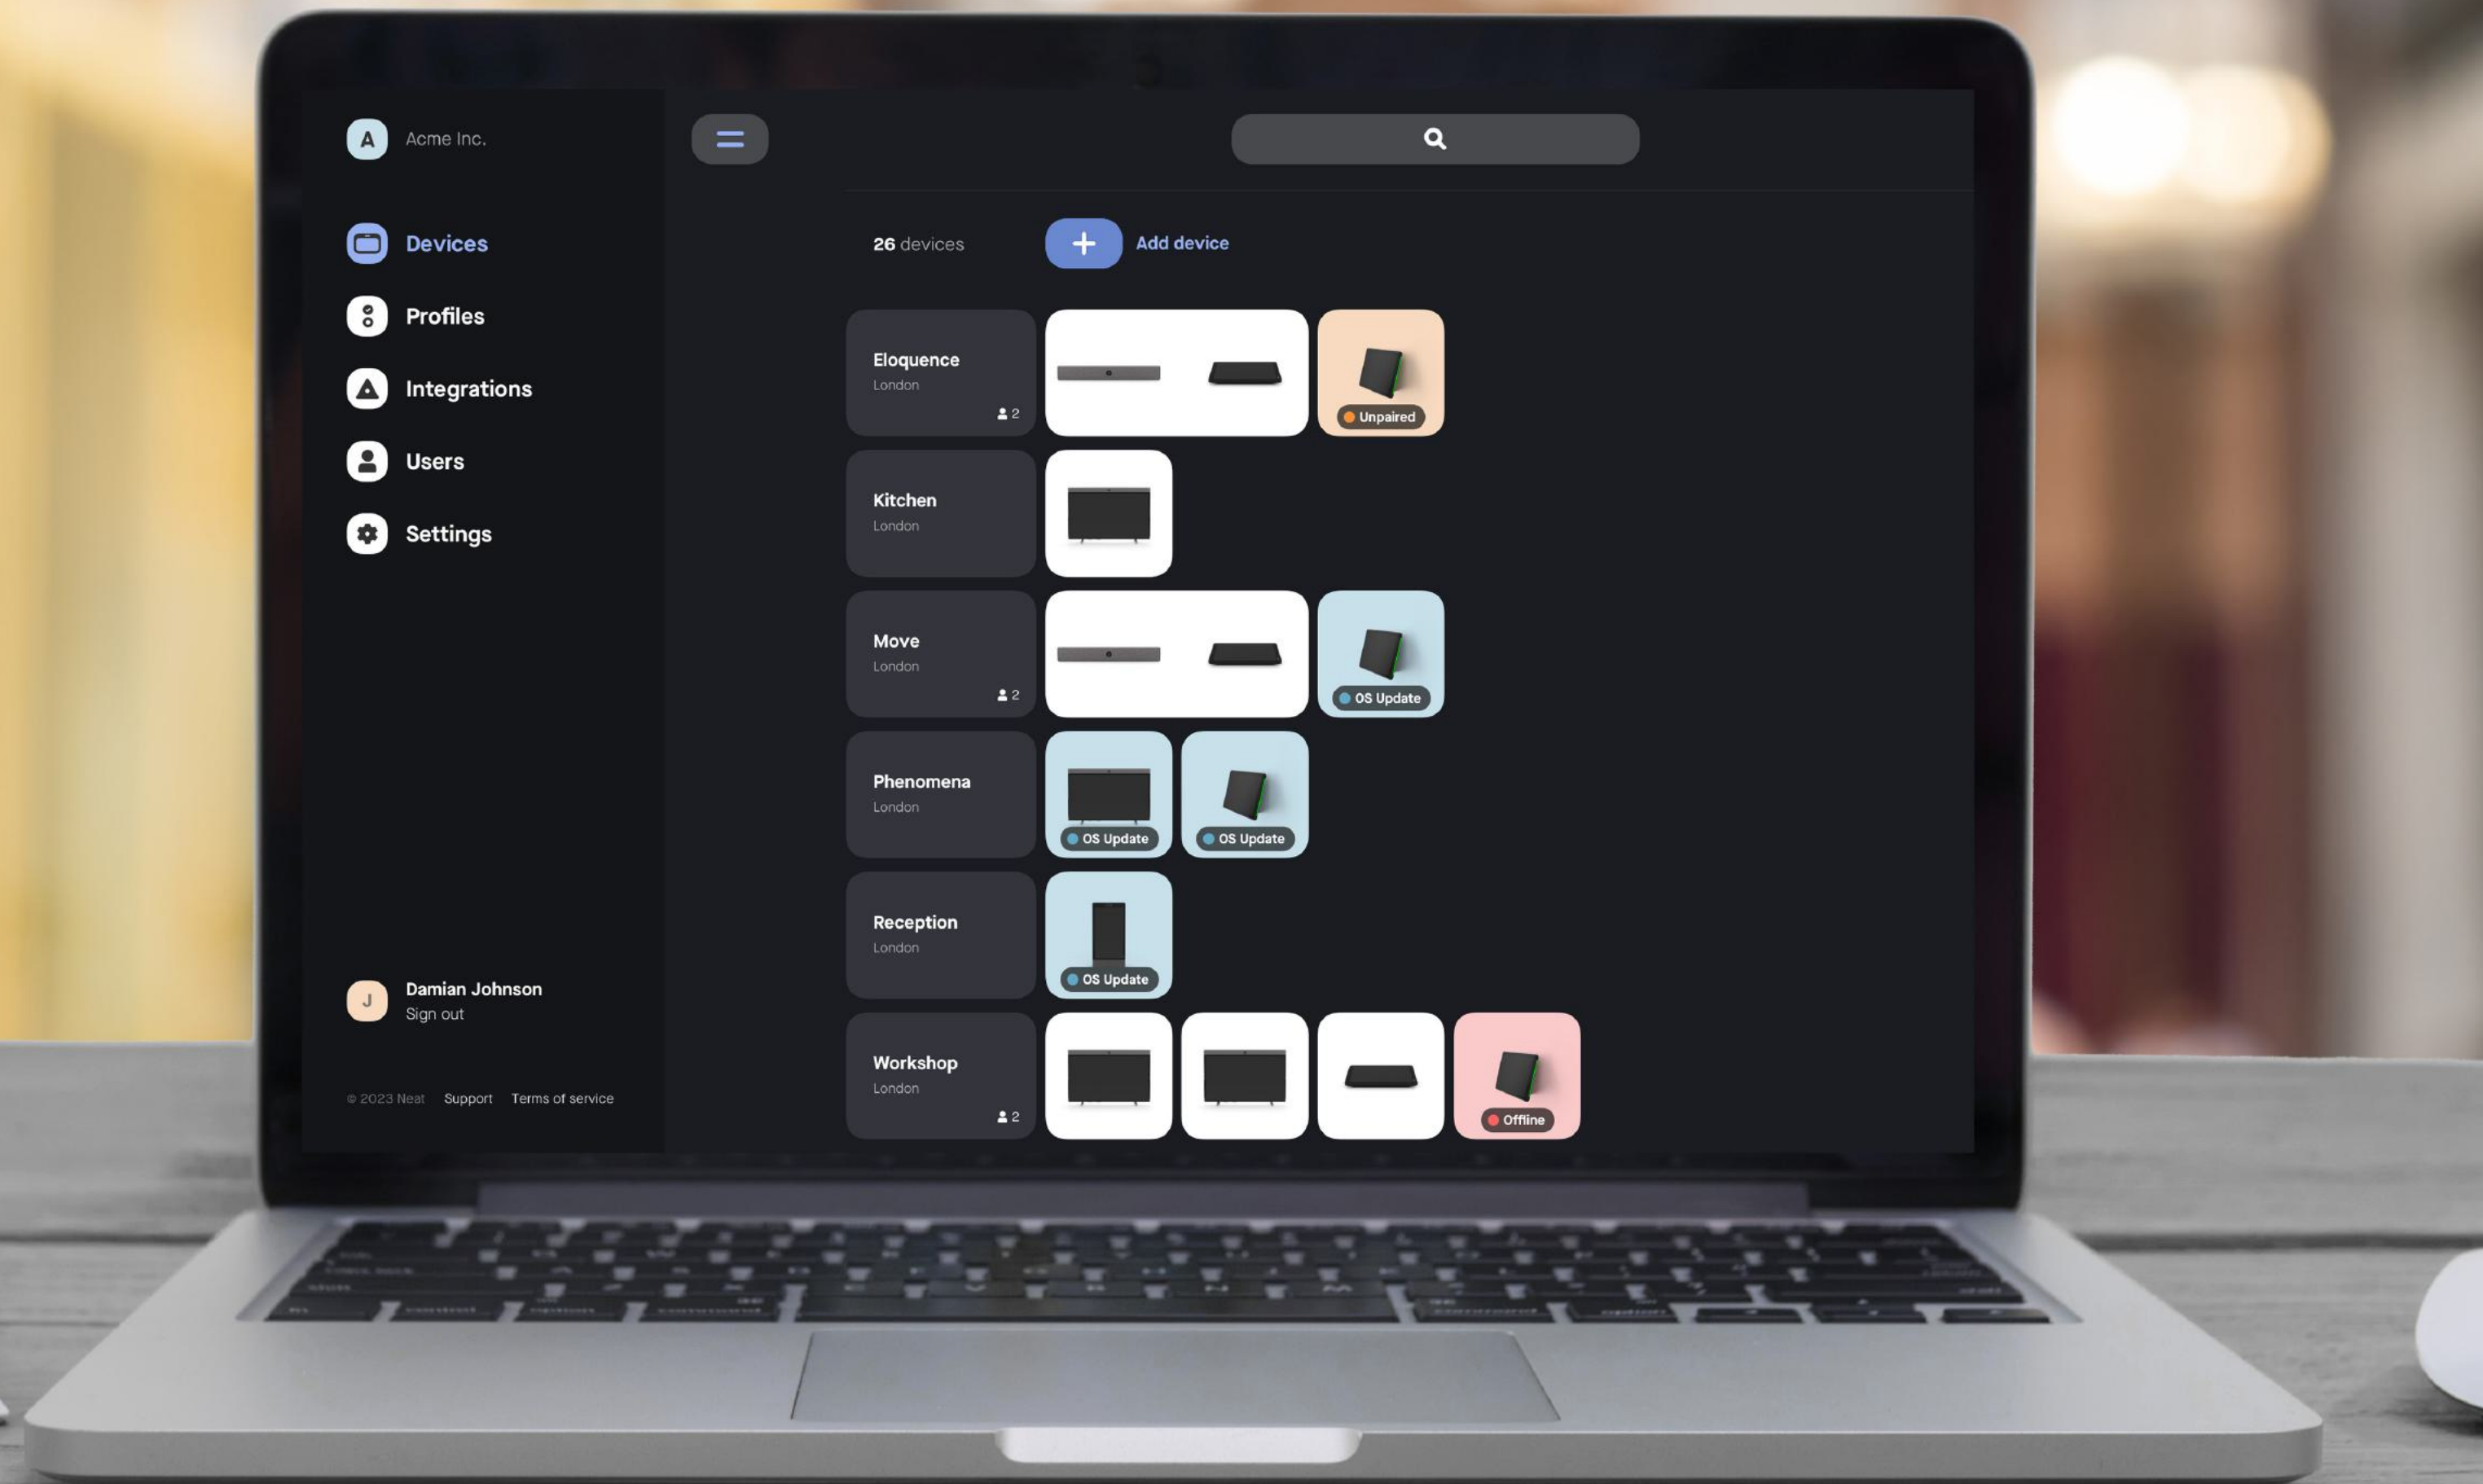 A Acme Inc.
Devices
Profiles
Integrations
Users
Settings
J Damian Johnson
Sign out
© 2023 Neat Support Terms of service
26 devices
Add device
Eloquence
London
2
Unpaired
Kitchen
London
Move
London
2
OS Update
Phenomena
London
OS Update
OS Update
Reception
London
OS Update
Workshop
London
2
Offline
command
option